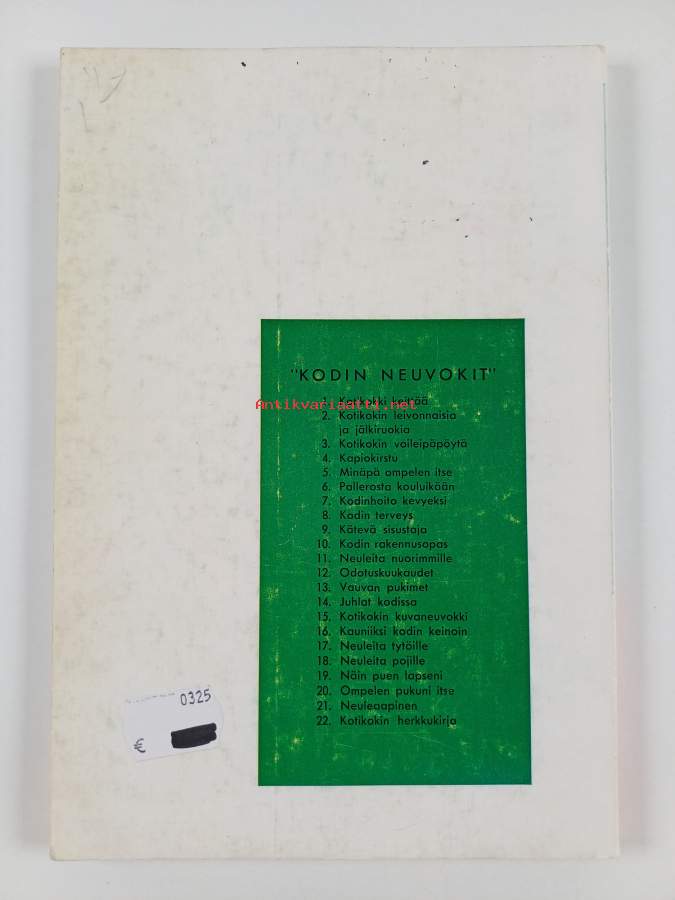 "KODIN NEUVOKIT"
1. Kotikokki keittää
Antikvariaatti.net
2. Kotikokin leivonnaisia
ja jälkiruokia
3. Kotikokin voileipäpöytä
4. Kapiokirstu
5. Minäpä ompelen itse
6. Pallerosta kouluikään
7. Kodinhoito kevyeksi
8. Kodin terveys
9. Kätevä sisustaja
10. Kodin rakennusopas
11. Neuleita nuorimmille
12. Odotuskuukaudet
13. Vauvan pukimet
14. Juhlat kodissa
15. Kotikokin kuvaneuvokki
16. Kauniiksi kodin keinoin
17. Neuleita tytöille
18. Neuleita pojille
19. Näin puen lapseni
20. Ompelen pukuni itse
21. Neuleaapinen
22. Kotikokin herkkukirja
0325
€